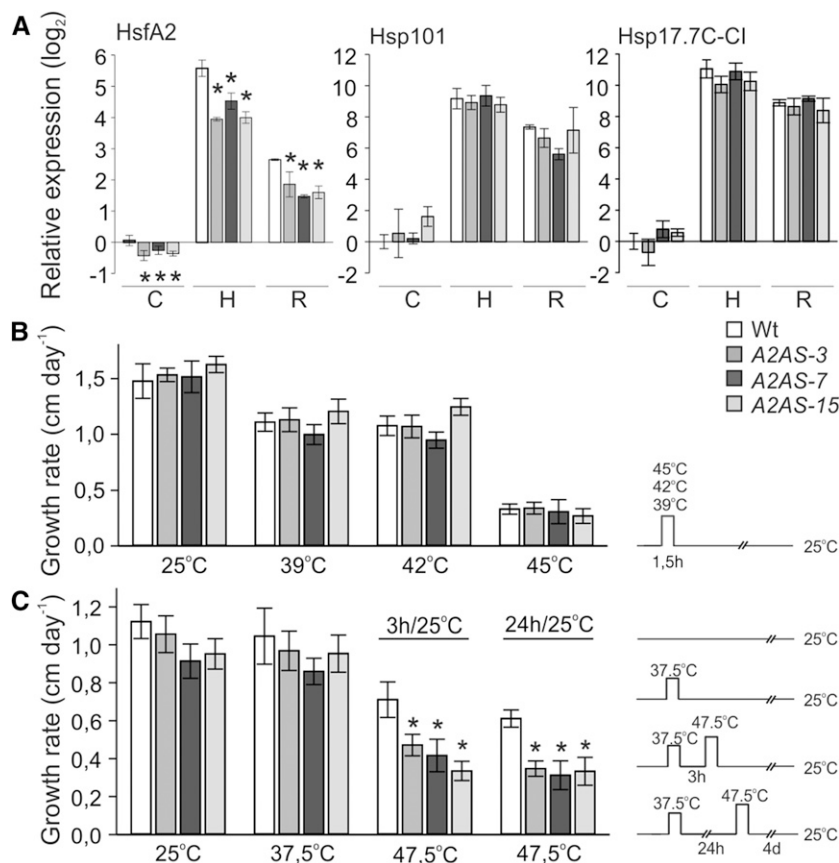 A
HsfA2
Hsp101
Hsp17.7C-CI
Relative expression (log₂)
6
5
4
3
2
1
0
-1
12
10
8
6
4
2
0
2
12
10
8
6
4
2
0
2
* * *
* * *
* * *
C H R
C H R
C H R
Wt
A2AS-3
A2AS-7
A2AS-15
B
Growth rate (cm day⁻¹)
1,5
1,0
0,5
0,0
25°C 39°C 42°C 45°C
45°C
42°C
39°C
1,5h
25°C
C
Growth rate (cm day⁻¹)
1,2
1,0
0,8
0,6
0,4
0,2
0,0
3h/25°C 24h/25°C
* * * * * *
25°C 37,5°C 47,5°C 47,5°C
25°C
37.5°C
25°C
47.5°C
37.5°C
3h
25°C
37.5°C
47.5°C
24h 4d
25°C